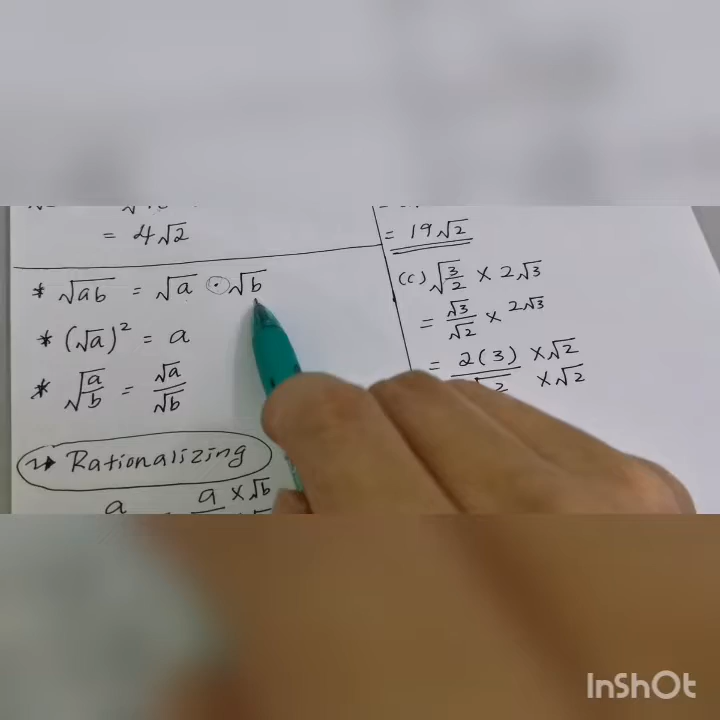 = 4√2
* √ab = √a ⊙ √b
* (√a)² = a
* √(a/b) = √a/√b
Rationalizing
a = a × √b
= 19√2
(c) √(3/2) × 2√3
= √3/√2 × 2√3
= 2(3) × √2
√2 × √2
InShOt